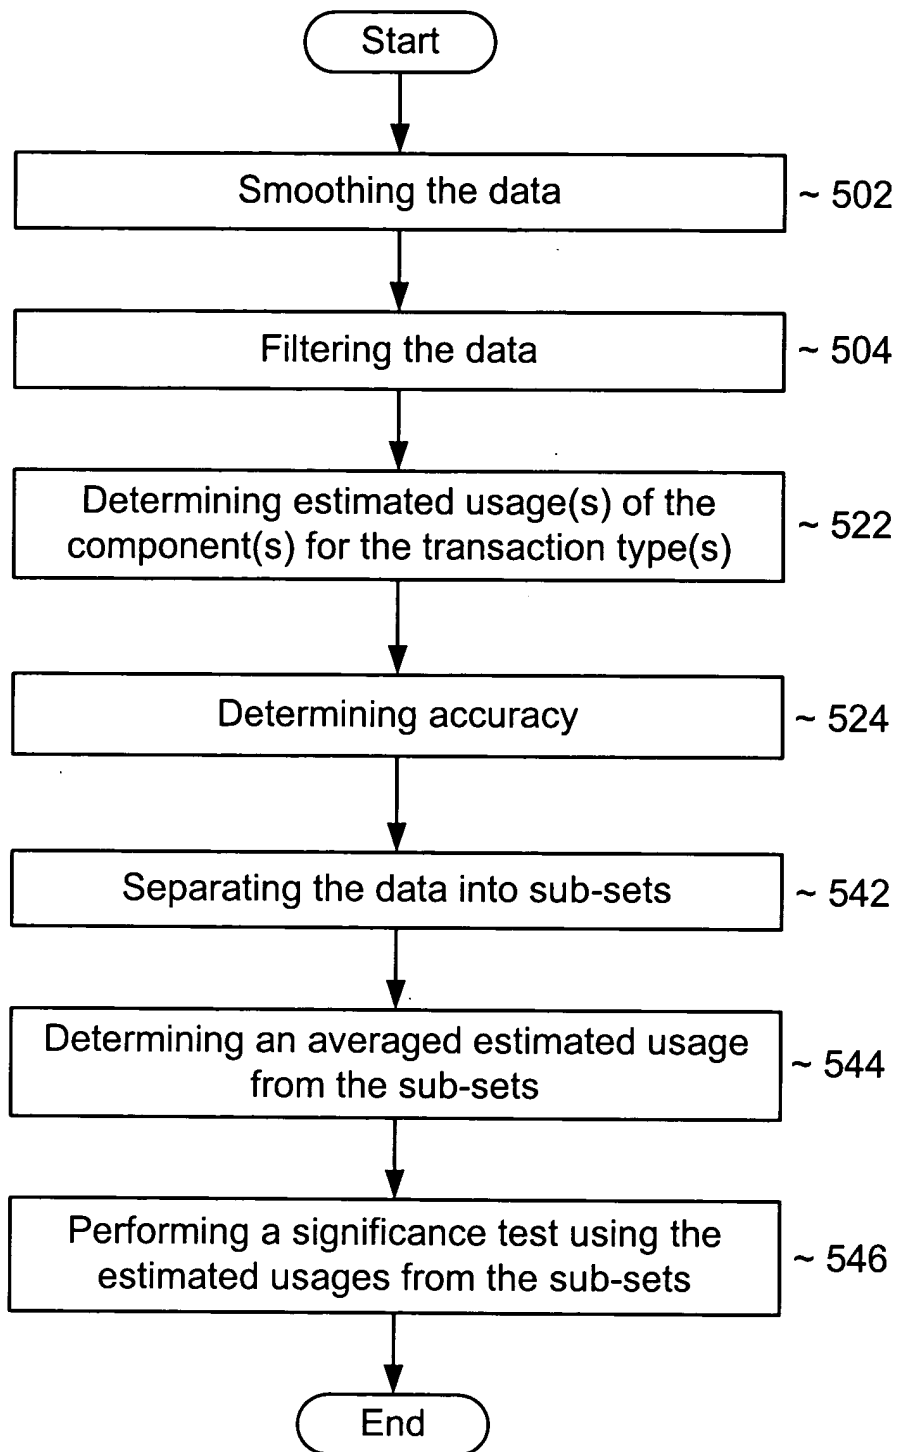 Start
Smoothing the data
~ 502
Filtering the data
~ 504
Determining estimated usage(s) of the
component(s) for the transaction type(s)
~ 522
Determining accuracy
~ 524
Separating the data into sub-sets
~ 542
Determining an averaged estimated usage
from the sub-sets
~ 544
Performing a significance test using the
estimated usages from the sub-sets
~ 546
End